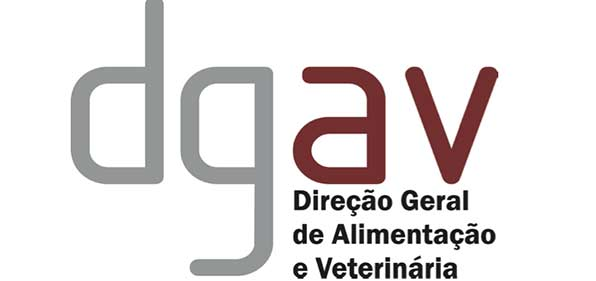 dgav
Direção Geral
de Alimentação
e Veterinária